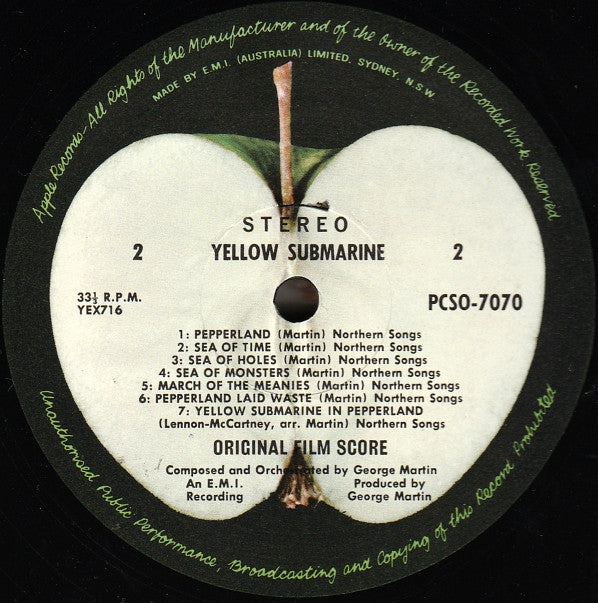 Apple Records-All Rights of the Manufacturer and of the Owner of the Recorded Work Reserved
MADE BY E.M.I. (AUSTRALIA) LIMITED. SYDNEY. N.S.W.
STEREO
2 YELLOW SUBMARINE 2
33⅓ R.P.M.
YEX716
PCSO-7070
1: PEPPERLAND (Martin) Northern Songs
2: SEA OF TIME (Martin) Northern Songs
3: SEA OF HOLES (Martin) Northern Songs
4: SEA OF MONSTERS (Martin) Northern Songs
5: MARCH OF THE MEANIES (Martin) Northern Songs
6: PEPPERLAND LAID WASTE (Martin) Northern Songs
7: YELLOW SUBMARINE IN PEPPERLAND
(Lennon-McCartney, arr. Martin) Northern Songs
ORIGINAL FILM SCORE
Composed and Orchestrated by George Martin
An E.M.I.
Recording
Produced by
George Martin
Unauthorised Public Performance, Broadcasting and Copying of this Record Prohibited